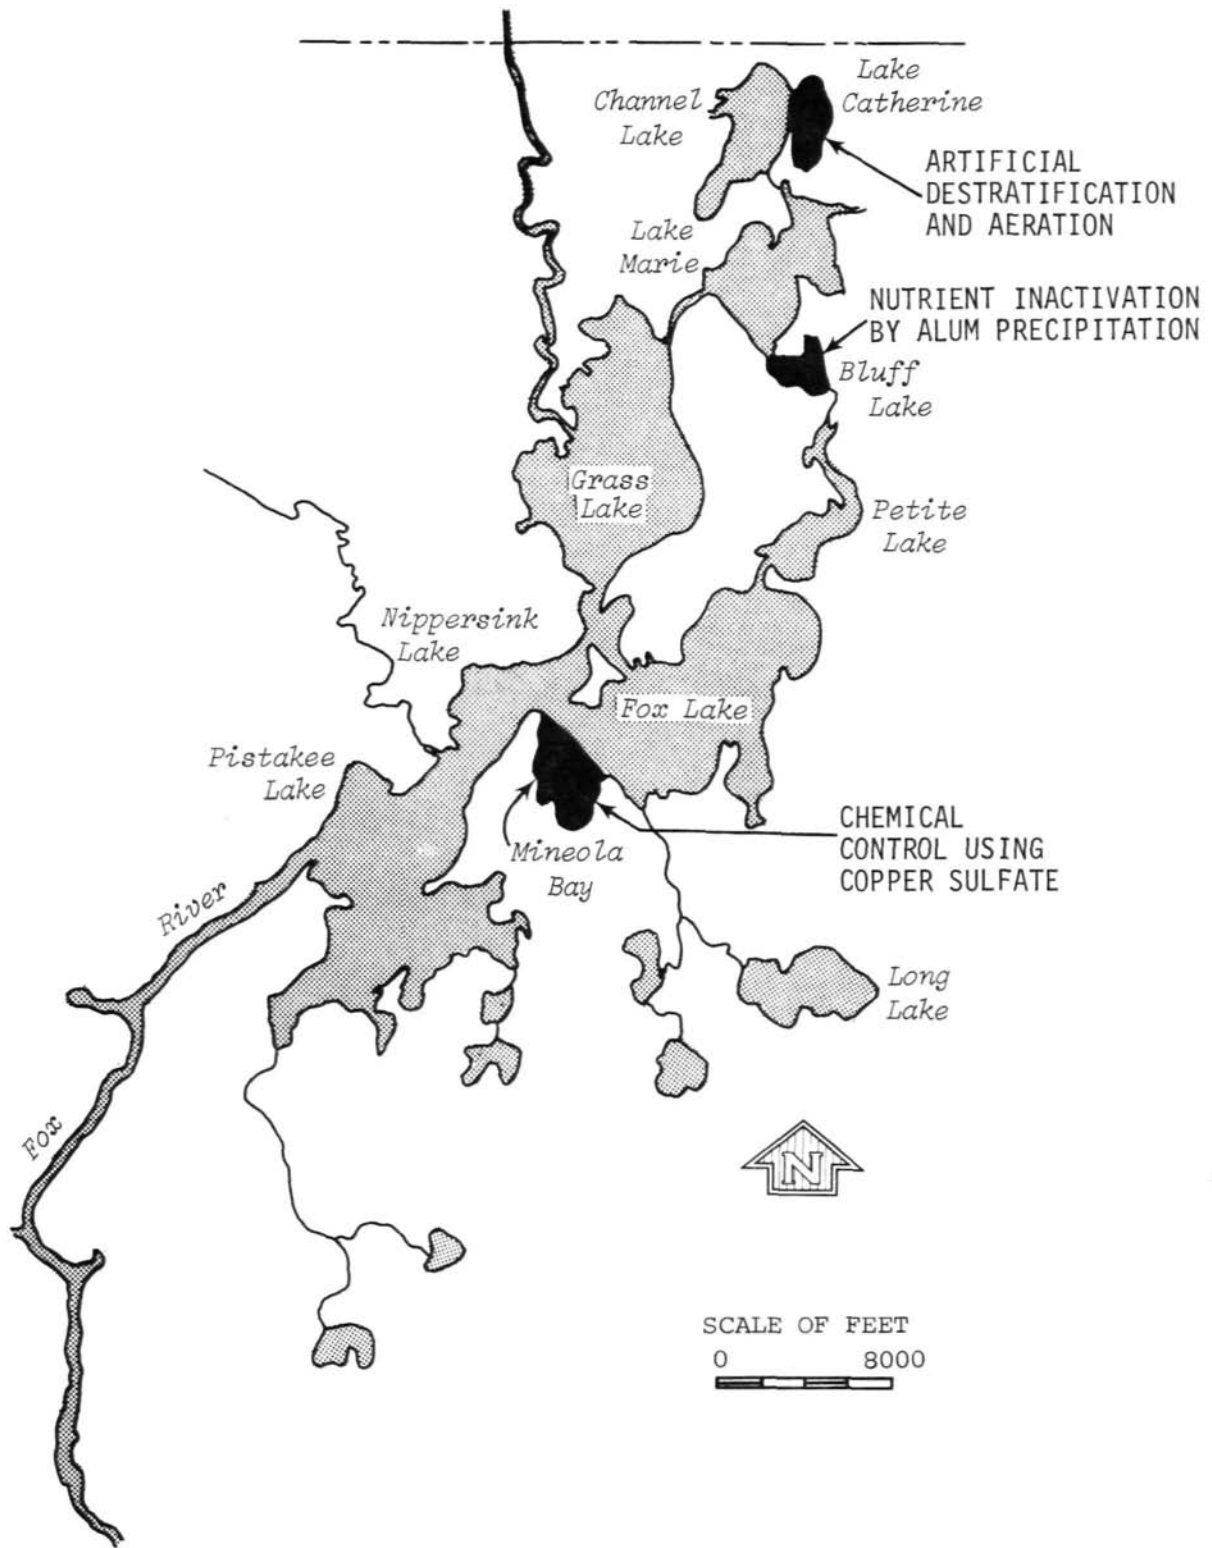 Lake
Catherine
Channel
Lake
ARTIFICIAL
DESTRATIFICATION
AND AERATION
Lake
Marie
NUTRIENT INACTIVATION
BY ALUM PRECIPITATION
Bluff
Lake
Grass
Lake
Petite
Lake
Nippersink
Lake
Fox Lake
Pistakee
Lake
CHEMICAL
CONTROL USING
COPPER SULFATE
Mineola
Bay
River
Long
Lake
Fox
N
SCALE OF FEET
0 8000